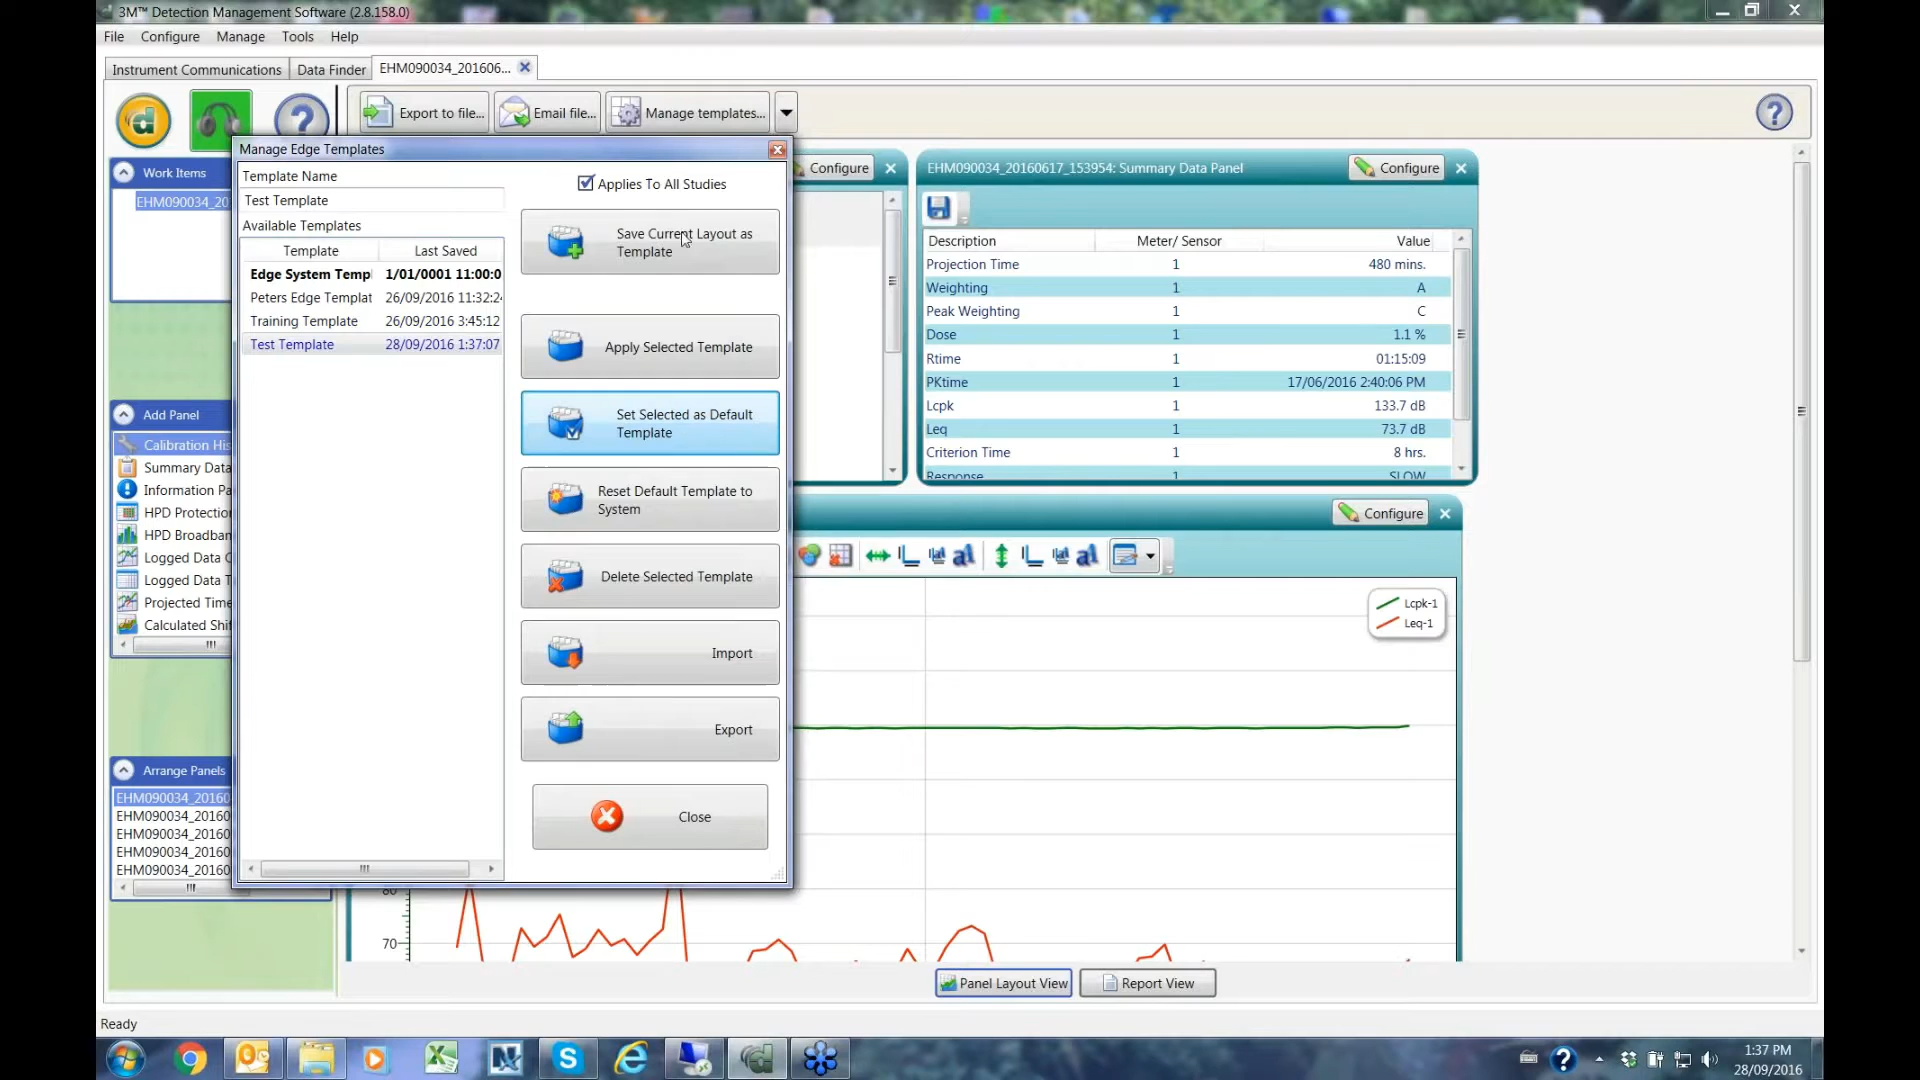 3M™ Detection Management Software (2.8.158.0)
File Configure Manage Tools Help
Instrument Communications Data Finder EHM090034_201606...
Export to file... Email file... Manage templates...
Work Items
EHM090034_20
Manage Edge Templates
Template Name
Test Template
Available Templates
Template Last Saved
Edge System Temp 1/01/0001 11:00:0
Peters Edge Templat 26/09/2016 11:32:24
Training Template 26/09/2016 3:45:12
Test Template 28/09/2016 1:37:07
Applies To All Studies
Save Current Layout as
Template
Apply Selected Template
Set Selected as Default
Template
Reset Default Template to
System
Delete Selected Template
Import
Export
Close
Configure
EHM090034_20160617_153954: Summary Data Panel Configure
Description Meter/ Sensor Value
Projection Time 1 480 mins.
Weighting 1 A
Peak Weighting 1 C
Dose 1 1.1 %
Rtime 1 01:15:09
PKtime 1 17/06/2016 2:40:06 PM
Lcpk 1 133.7 dB
Leq 1 73.7 dB
Criterion Time 1 8 hrs.
Response 1 SLOW
Add Panel
Calibration His
Summary Data
Information Pa
HPD Protectio
HPD Broadban
Logged Data C
Logged Data T
Projected Time
Calculated Shif
Arrange Panels
EHM090034_20160
EHM090034_20160
EHM090034_20160
EHM090034_20160
EHM090034_20160
Configure
Lcpk-1
Leq-1
80
70
Panel Layout View Report View
Ready
1:37 PM
28/09/2016